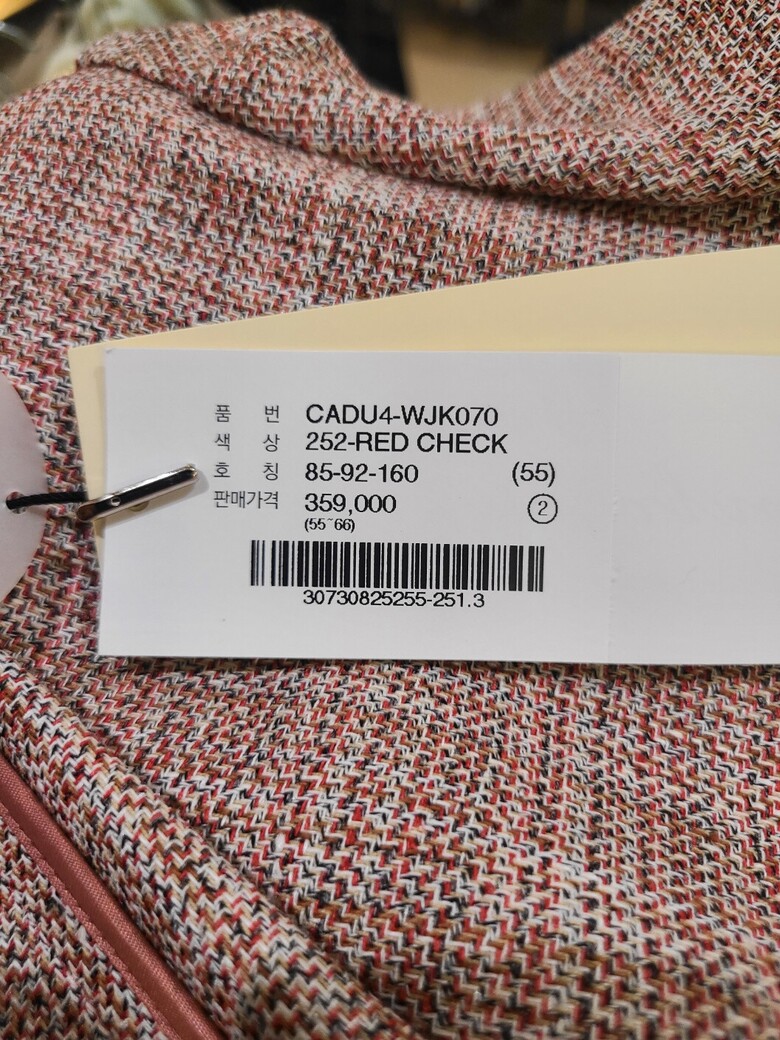 품 번 CADU4-WJK070
색 상 252-RED CHECK
호 칭 85-92-160 (55)
판매가격 359,000 ②
(55~66)
30730825255-251.3